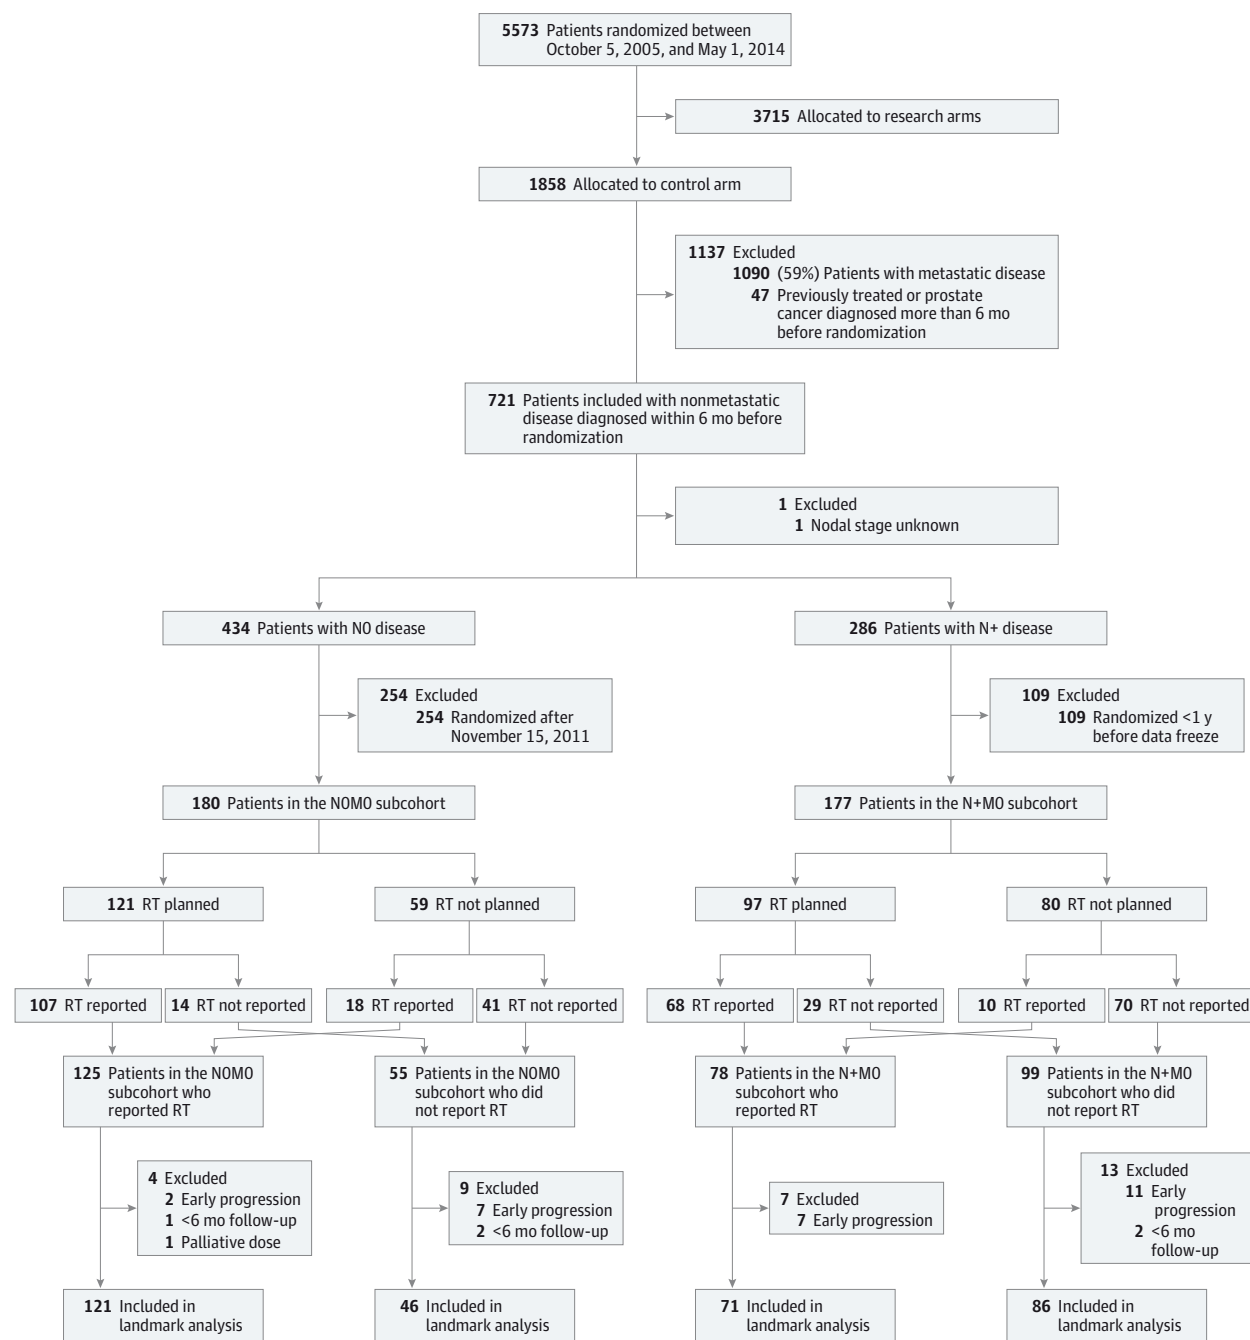 5573 Patients randomized between
October 5, 2005, and May 1, 2014
3715 Allocated to research arms
1858 Allocated to control arm
1137 Excluded
1090 (59%) Patients with metastatic disease
47 Previously treated or prostate
cancer diagnosed more than 6 mo
before randomization
721 Patients included with nonmetastatic
disease diagnosed within 6 mo before
randomization
1 Excluded
1 Nodal stage unknown
434 Patients with N0 disease
286 Patients with N+ disease
254 Excluded
254 Randomized after
November 15, 2011
109 Excluded
109 Randomized <1 y
before data freeze
180 Patients in the N0M0 subcohort
177 Patients in the N+M0 subcohort
121 RT planned
59 RT not planned
97 RT planned
80 RT not planned
107 RT reported
14 RT not reported
18 RT reported
41 RT not reported
68 RT reported
29 RT not reported
10 RT reported
70 RT not reported
125 Patients in the N0M0
subcohort who
reported RT
55 Patients in the N0M0
subcohort who did
not report RT
78 Patients in the N+M0
subcohort who
reported RT
99 Patients in the N+M0
subcohort who did
not report RT
4 Excluded
2 Early progression
1 <6 mo follow-up
1 Palliative dose
9 Excluded
7 Early progression
2 <6 mo follow-up
7 Excluded
7 Early progression
13 Excluded
11 Early
progression
2 <6 mo
follow-up
121 Included in
landmark analysis
46 Included in
landmark analysis
71 Included in
landmark analysis
86 Included in
landmark analysis